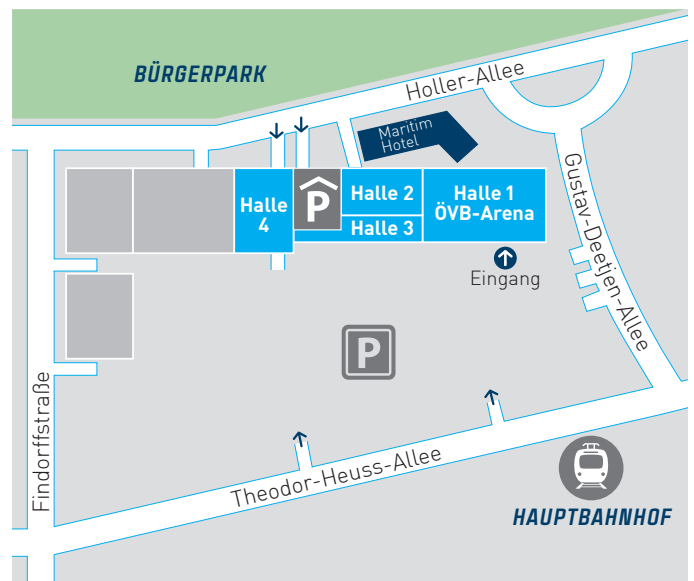 BÜRGERPARK
Holler-Allee
Maritim
Hotel
Halle
4
P
Halle 2
Halle 3
Halle 1
ÖVB-Arena
Eingang
Gustav-Deetjen-Allee
P
Findorffstraße
Theodor-Heuss-Allee
HAUPTBAHNHOF